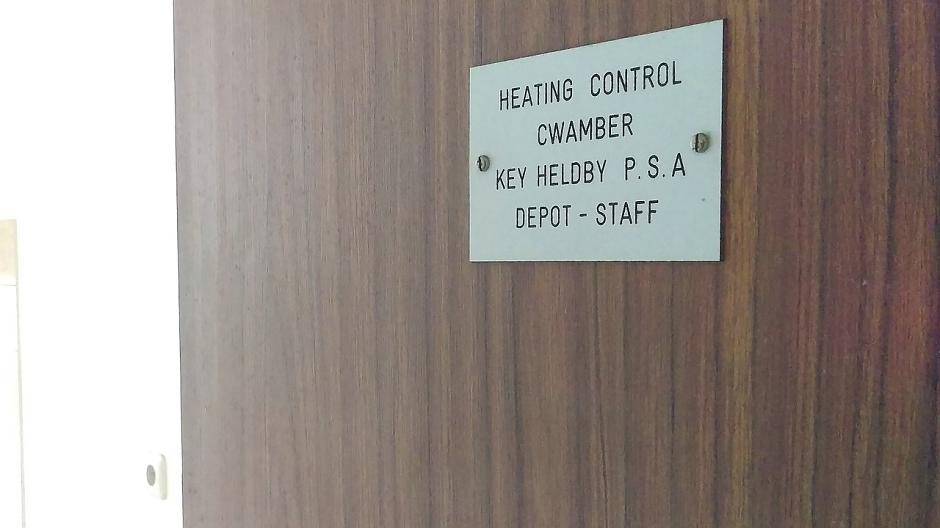 HEATING CONTROL
CWAMBER
KEY HELDBY P.S.A
DEPOT - STAFF